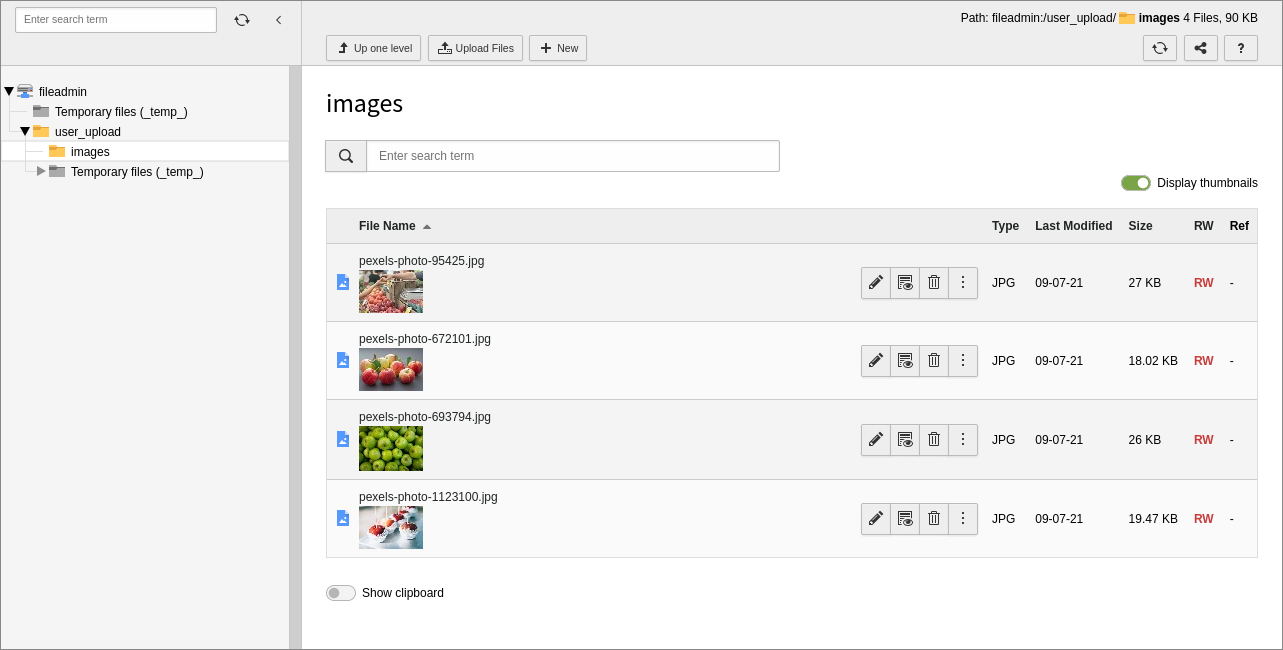 Enter search term
Path: fileadmin:/user_upload/ images 4 Files, 90 KB
Up one level Upload Files New ?
fileadmin
Temporary files (_temp_)
user_upload
images
Temporary files (_temp_)
images
Enter search term
Display thumbnails
File Name Type Last Modified Size RW Ref
pexels-photo-95425.jpg
JPG 09-07-21 27 KB RW -
pexels-photo-672101.jpg
JPG 09-07-21 18.02 KB RW -
pexels-photo-693794.jpg
JPG 09-07-21 26 KB RW -
pexels-photo-1123100.jpg
JPG 09-07-21 19.47 KB RW -
Show clipboard